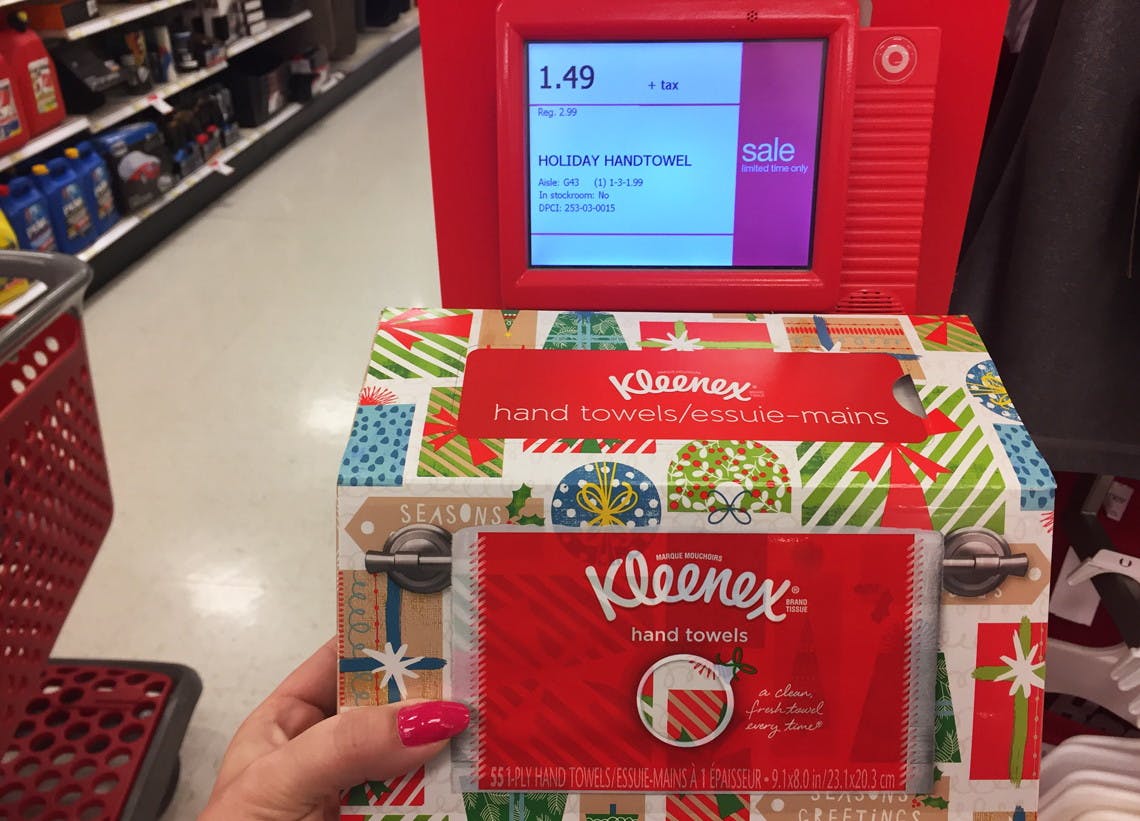 1.49 + tax
Reg. 2.99
HOLIDAY HANDTOWEL
Aisle: G43 (1) 1-3-1.99
In stockroom: No
DPCI: 253-03-0015
sale
limited time only
Kleenex®
hand towels/essuie-mains
SEASONS
MARQUE MOUCHOIRS
Kleenex®
BRAND
TISSUE
hand towels
a clean,
fresh towel
every time®
55 1-PLY HAND TOWELS/ESSUIE-MAINS À 1 ÉPAISSEUR • 9.1x8.0 in/23.1x20.3 cm
SEASONS
GREETINGS